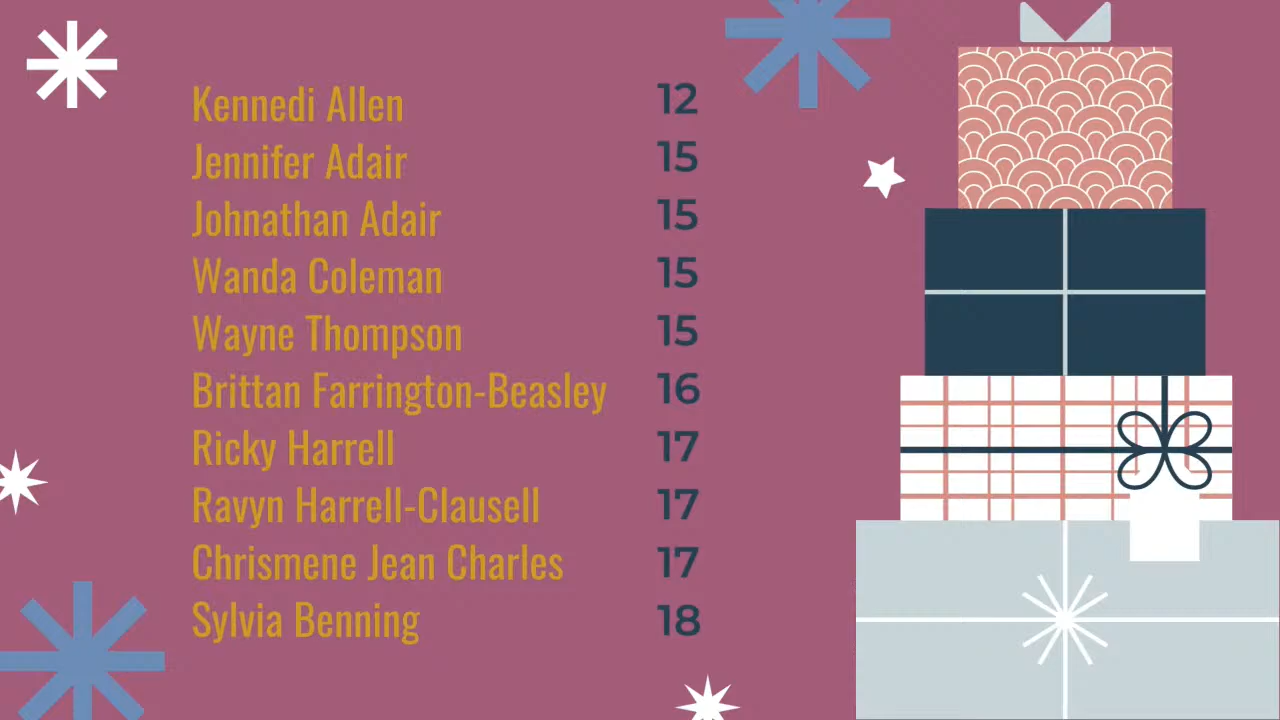 Kennedi Allen 12
Jennifer Adair 15
Johnathan Adair 15
Wanda Coleman 15
Wayne Thompson 15
Brittan Farrington-Beasley 16
Ricky Harrell 17
Ravyn Harrell-Clausell 17
Chrismene Jean Charles 17
Sylvia Benning 18